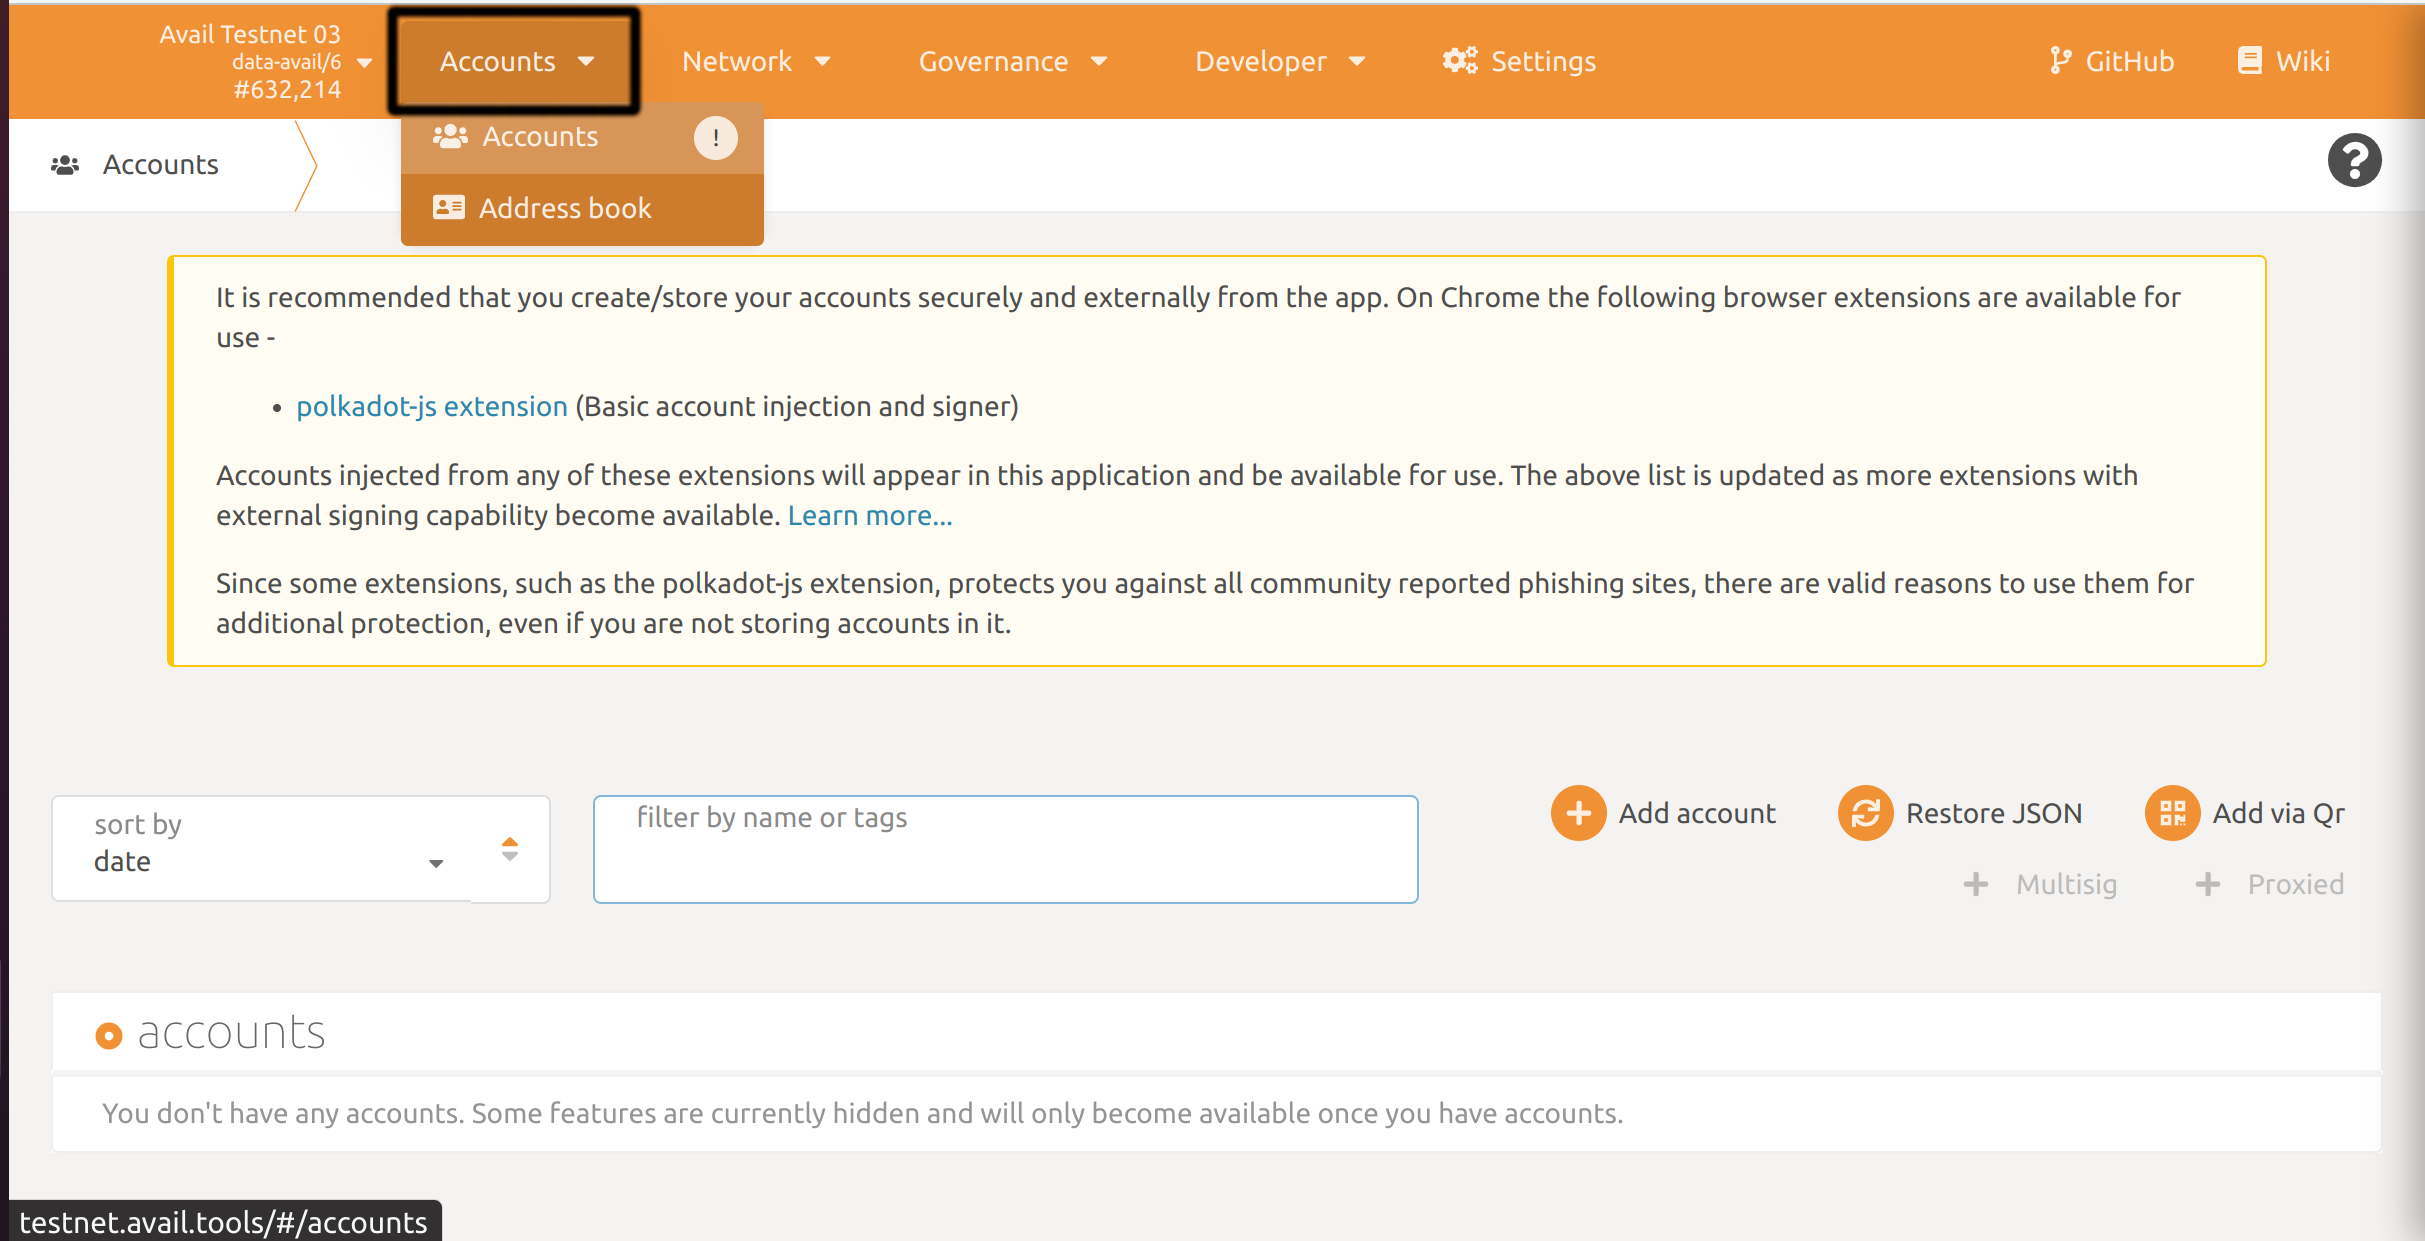 Avail Testnet 03
data-avail/6
#632,214
Accounts
Network
Governance
Developer
Settings
GitHub
Wiki
Accounts
Accounts !
Address book
It is recommended that you create/store your accounts securely and externally from the app. On Chrome the following browser extensions are available for
use -
• polkadot-js extension (Basic account injection and signer)
Accounts injected from any of these extensions will appear in this application and be available for use. The above list is updated as more extensions with
external signing capability become available. Learn more...
Since some extensions, such as the polkadot-js extension, protects you against all community reported phishing sites, there are valid reasons to use them for
additional protection, even if you are not storing accounts in it.
sort by
date
filter by name or tags
Add account
Restore JSON
Add via Qr
Multisig
Proxied
accounts
You don't have any accounts. Some features are currently hidden and will only become available once you have accounts.
testnet.avail.tools/#/accounts